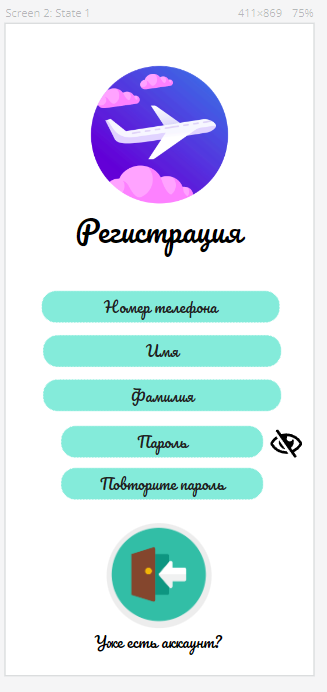 Screen 2: State 1 411×869 75%
Регистрация
Номер телефона
Имя
Фамилия
Пароль
Повторите пароль
Уже есть аккаунт?